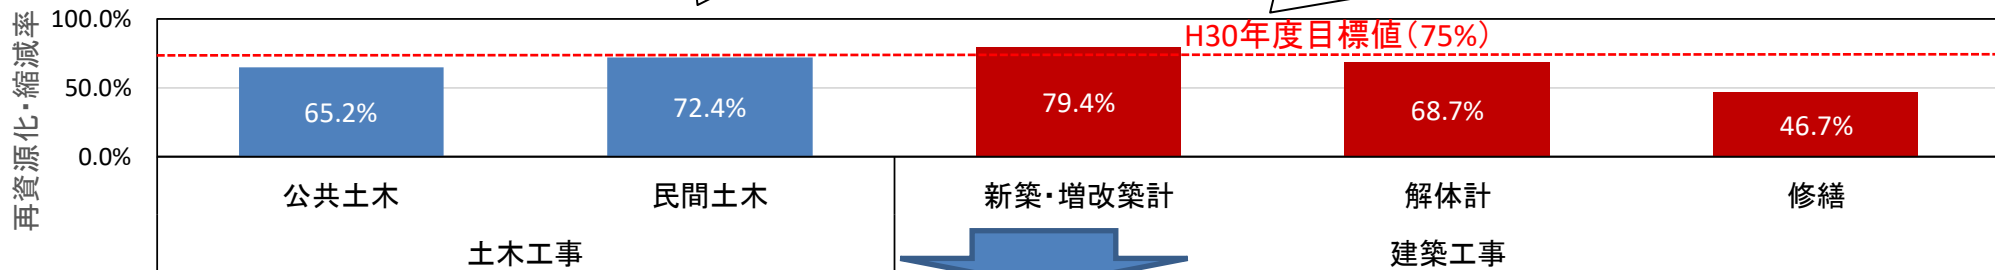 再資源化・縮減率
100.0%
50.0%
0.0%
H30年度目標値（75%）
65.2%
72.4%
79.4%
68.7%
46.7%
公共土木
民間土木
新築・増改築計
解体計
修繕
土木工事
建築工事